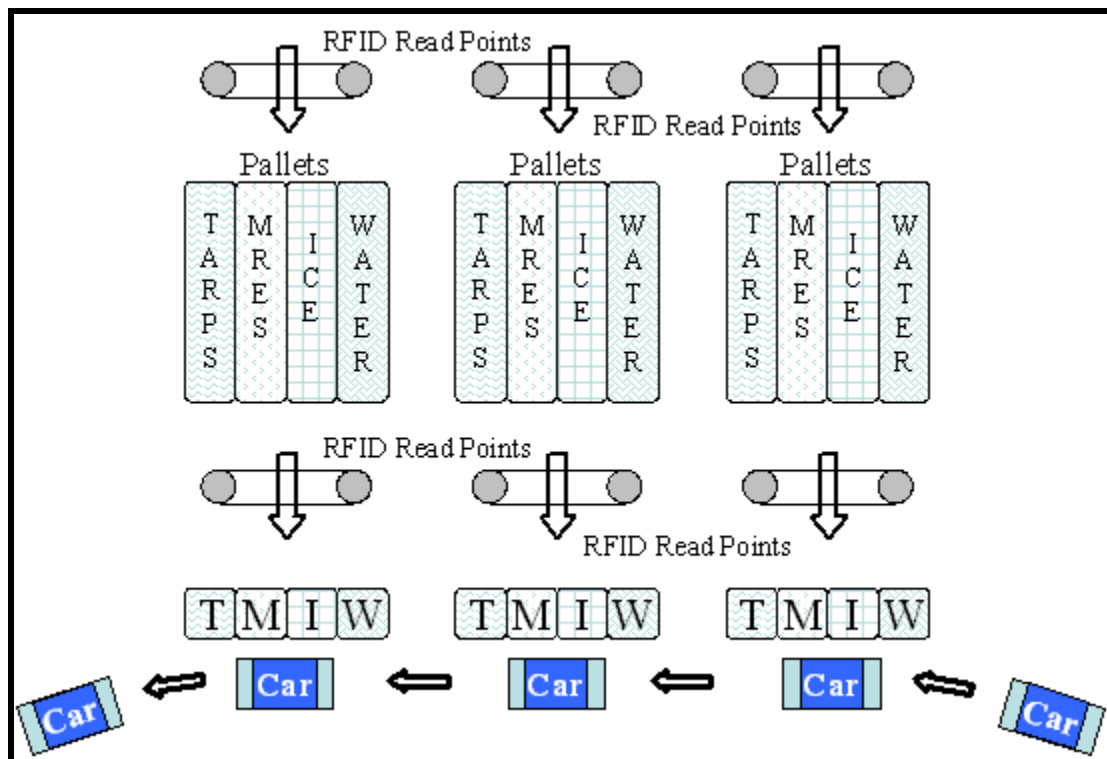 RFID Read Points
RFID Read Points
Pallets Pallets Pallets
TARPS MRES ICE WATER TARPS MRES ICE WATER TARPS MRES ICE WATER
RFID Read Points
RFID Read Points
T M I W T M I W T M I W
Car Car Car Car Car